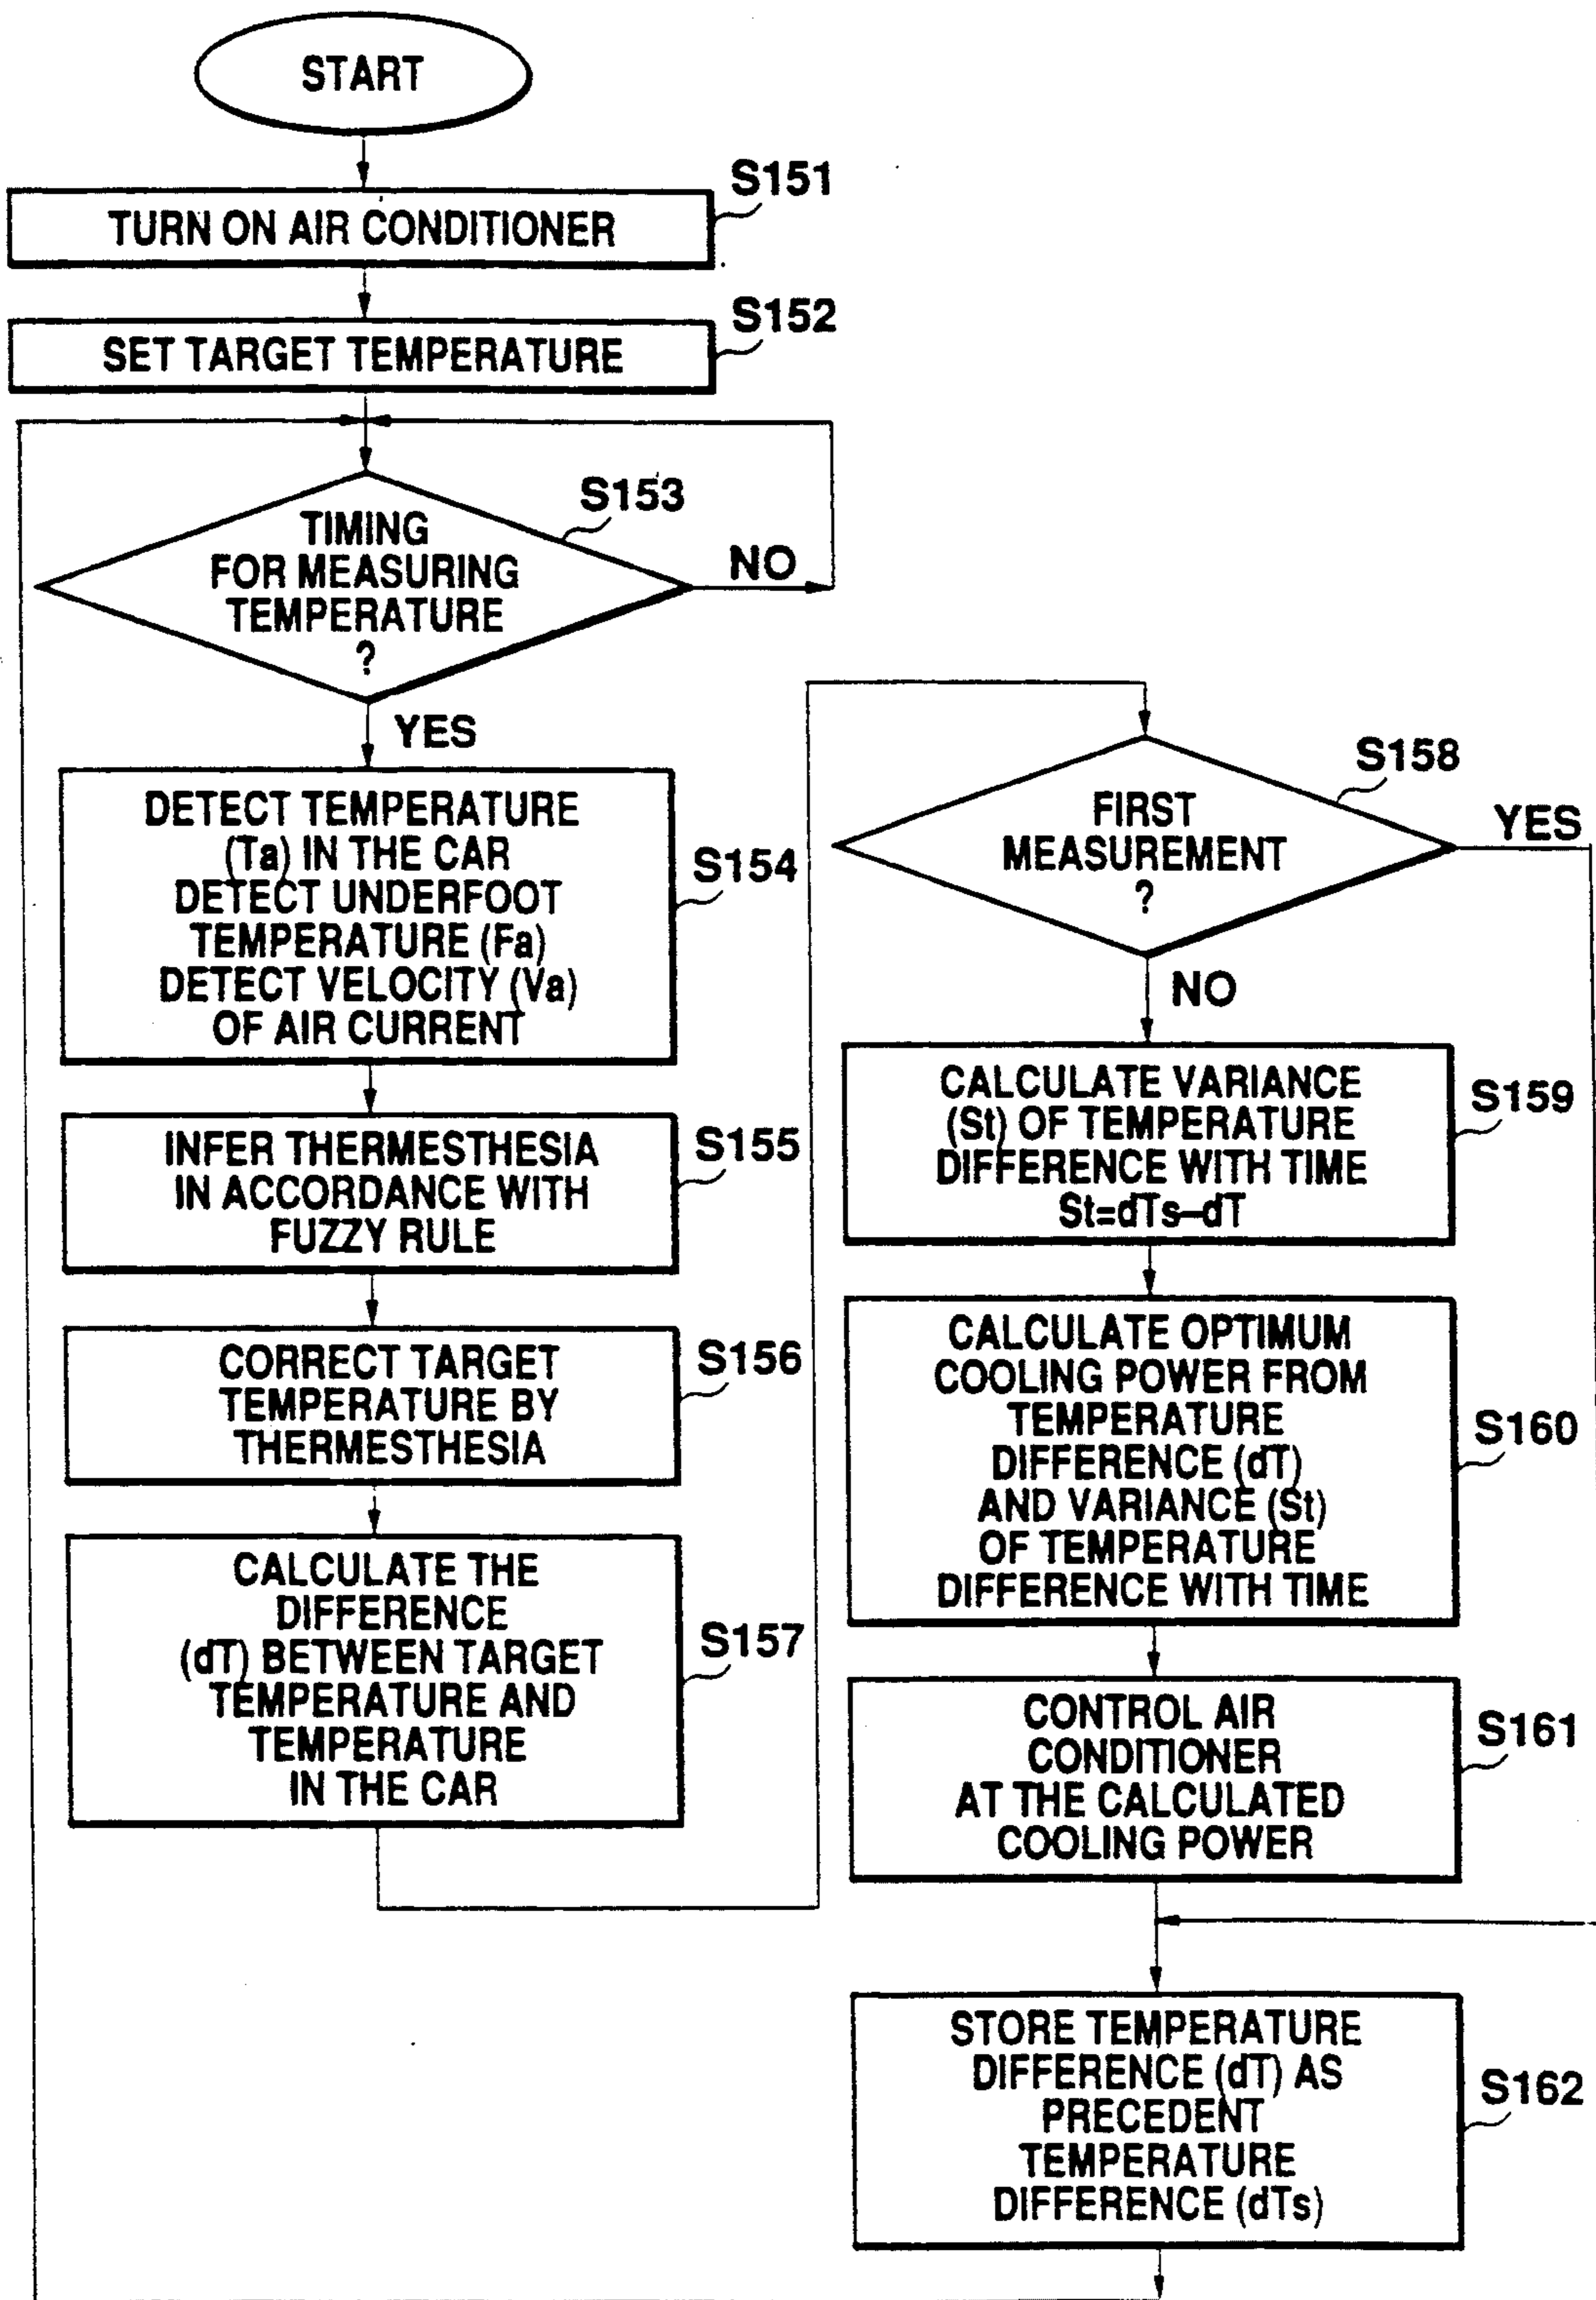 START
S151
TURN ON AIR CONDITIONER
S152
SET TARGET TEMPERATURE
S153
TIMING
FOR MEASURING
TEMPERATURE
?
NO
YES
DETECT TEMPERATURE
(Ta) IN THE CAR
DETECT UNDERFOOT
TEMPERATURE (Fa)
DETECT VELOCITY (Va)
OF AIR CURRENT
S154
INFER THERMESTHESIA
IN ACCORDANCE WITH
FUZZY RULE
S155
CORRECT TARGET
TEMPERATURE BY
THERMESTHESIA
S156
CALCULATE THE
DIFFERENCE
(dT) BETWEEN TARGET
TEMPERATURE AND
TEMPERATURE
IN THE CAR
S157
S158
FIRST
MEASUREMENT
?
YES
NO
CALCULATE VARIANCE
(St) OF TEMPERATURE
DIFFERENCE WITH TIME
St=dTs–dT
S159
CALCULATE OPTIMUM
COOLING POWER FROM
TEMPERATURE
DIFFERENCE (dT)
AND VARIANCE (St)
OF TEMPERATURE
DIFFERENCE WITH TIME
S160
CONTROL AIR
CONDITIONER
AT THE CALCULATED
COOLING POWER
S161
STORE TEMPERATURE
DIFFERENCE (dT) AS
PRECEDENT
TEMPERATURE
DIFFERENCE (dTs)
S162